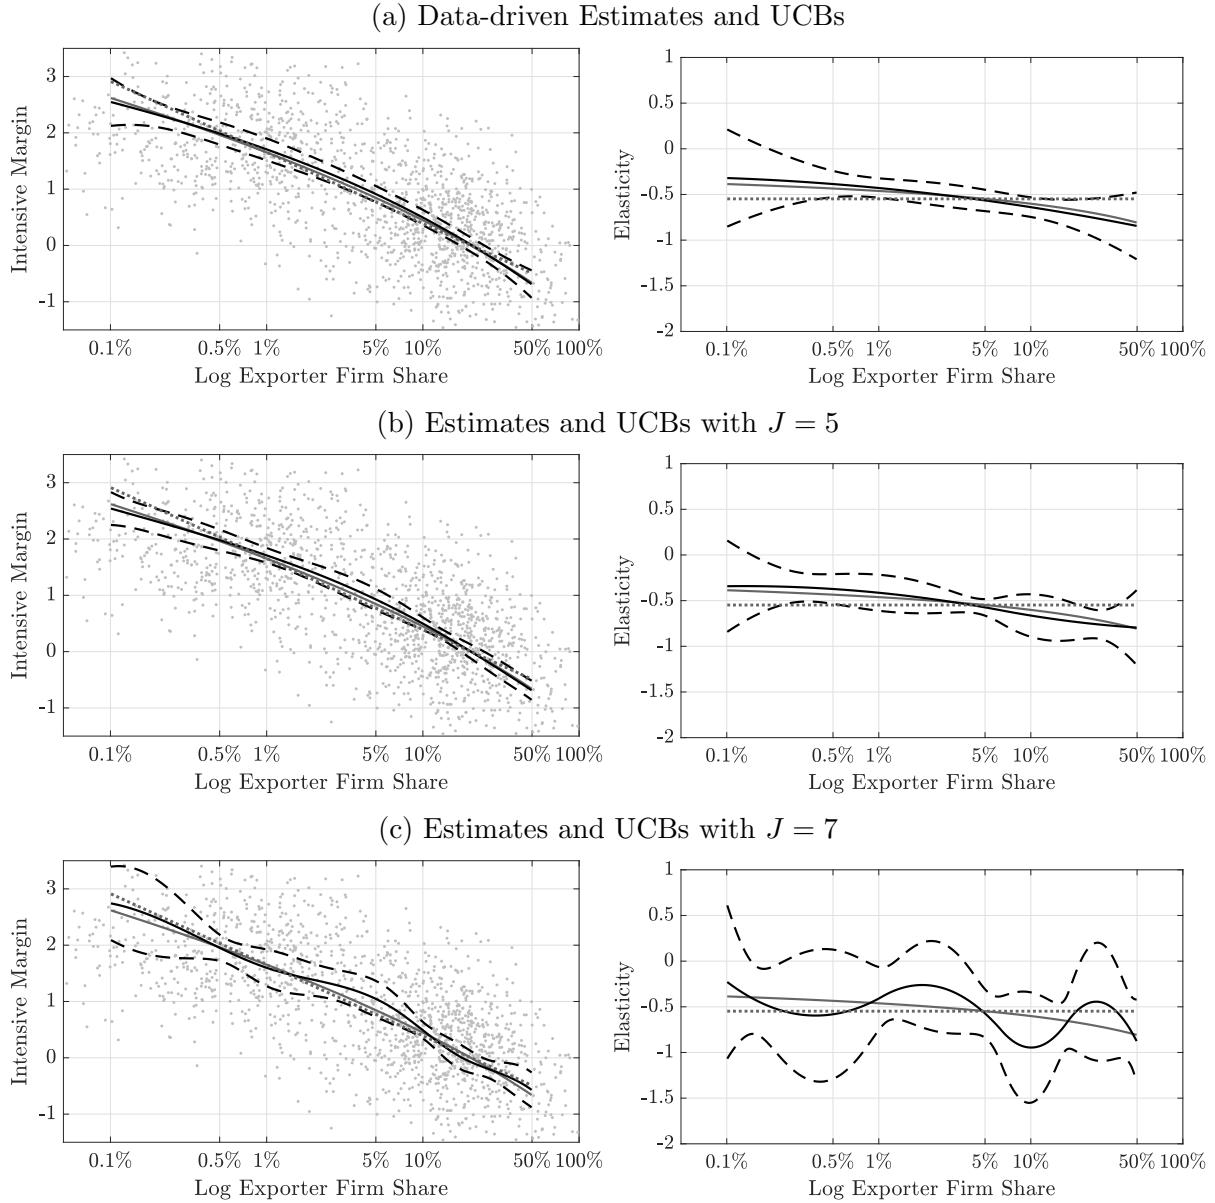 (a) Data-driven Estimates and UCBs
Intensive Margin
3
2
1
0
-1
0.1% 0.5% 1% 5% 10% 50% 100%
Log Exporter Firm Share
Elasticity
1
0.5
0
-0.5
-1
-1.5
-2
0.1% 0.5% 1% 5% 10% 50% 100%
Log Exporter Firm Share
(b) Estimates and UCBs with J = 5
Intensive Margin
3
2
1
0
-1
0.1% 0.5% 1% 5% 10% 50% 100%
Log Exporter Firm Share
Elasticity
1
0.5
0
-0.5
-1
-1.5
-2
0.1% 0.5% 1% 5% 10% 50% 100%
Log Exporter Firm Share
(c) Estimates and UCBs with J = 7
Intensive Margin
3
2
1
0
-1
0.1% 0.5% 1% 5% 10% 50% 100%
Log Exporter Firm Share
Elasticity
1
0.5
0
-0.5
-1
-1.5
-2
0.1% 0.5% 1% 5% 10% 50% 100%
Log Exporter Firm Share